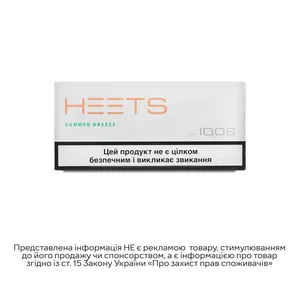 HEETS
SUMMER BREEZE
FOR IQOS
Цей продукт не є цілком
безпечним і викликає звикання
Представлена інформація НЕ є рекламою товару, стимулюванням
до його продажу чи спонсорством, а є інформацією про товар
згідно із ст. 15 Закону України «Про захист прав споживачів»